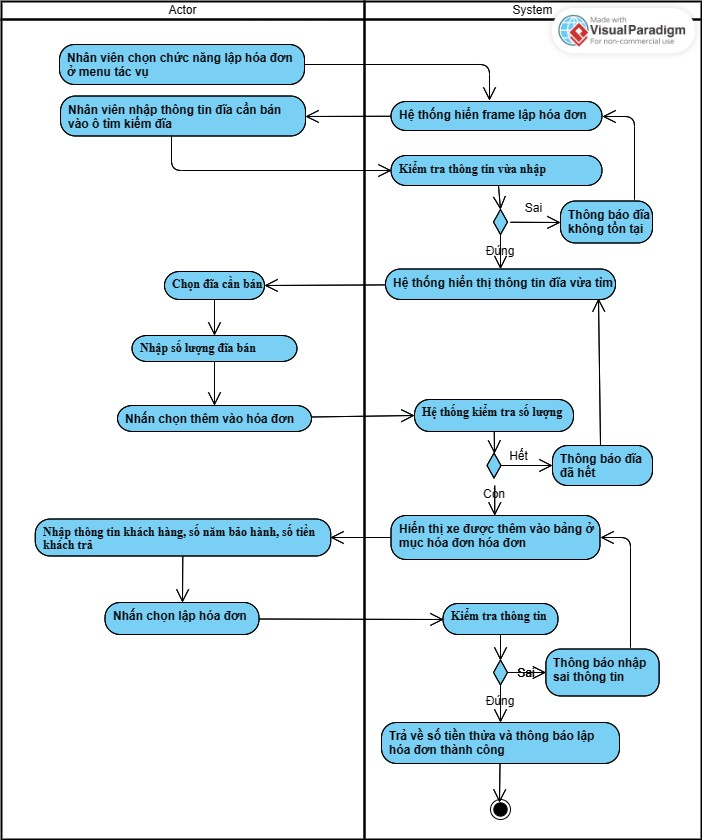 Actor
System
Made with
VisualParadigm
For non-commercial use
Nhân viên chọn chức năng lập hóa đơn
ở menu tác vụ
Nhân viên nhập thông tin đĩa cần bán
vào ô tìm kiếm đĩa
Hệ thống hiển frame lập hóa đơn
Kiểm tra thông tin vừa nhập
Sai
Thông báo đĩa
không tồn tại
Đúng
Chọn đĩa cần bán
Hệ thống hiển thị thông tin đĩa vừa tìm
Nhập số lượng đĩa bán
Nhấn chọn thêm vào hóa đơn
Hệ thống kiểm tra số lượng
Hết
Thông báo đĩa
đã hết
Còn
Nhập thông tin khách hàng, số năm bảo hành, số tiền
khách trả
Hiển thị xe được thêm vào bảng ở
mục hóa đơn hóa đơn
Nhấn chọn lập hóa đơn
Kiểm tra thông tin
Sai
Thông báo nhập
sai thông tin
Đúng
Trả về số tiền thừa và thông báo lập
hóa đơn thành công